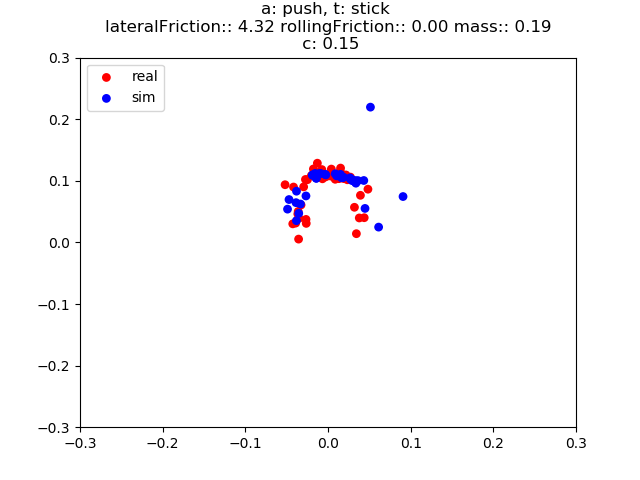 a: push, t: stick
lateralFriction:: 4.32 rollingFriction:: 0.00 mass:: 0.19
c: 0.15
real
sim
0.3
0.2
0.1
0.0
−0.1
−0.2
−0.3
−0.3 −0.2 −0.1 0.0 0.1 0.2 0.3